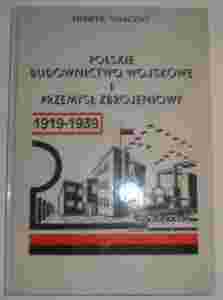 POLSKIE
BUDOWNICTWO WOJSKOWE
I
PRZEMYSŁ ZBROJENIOWY
1919-1939